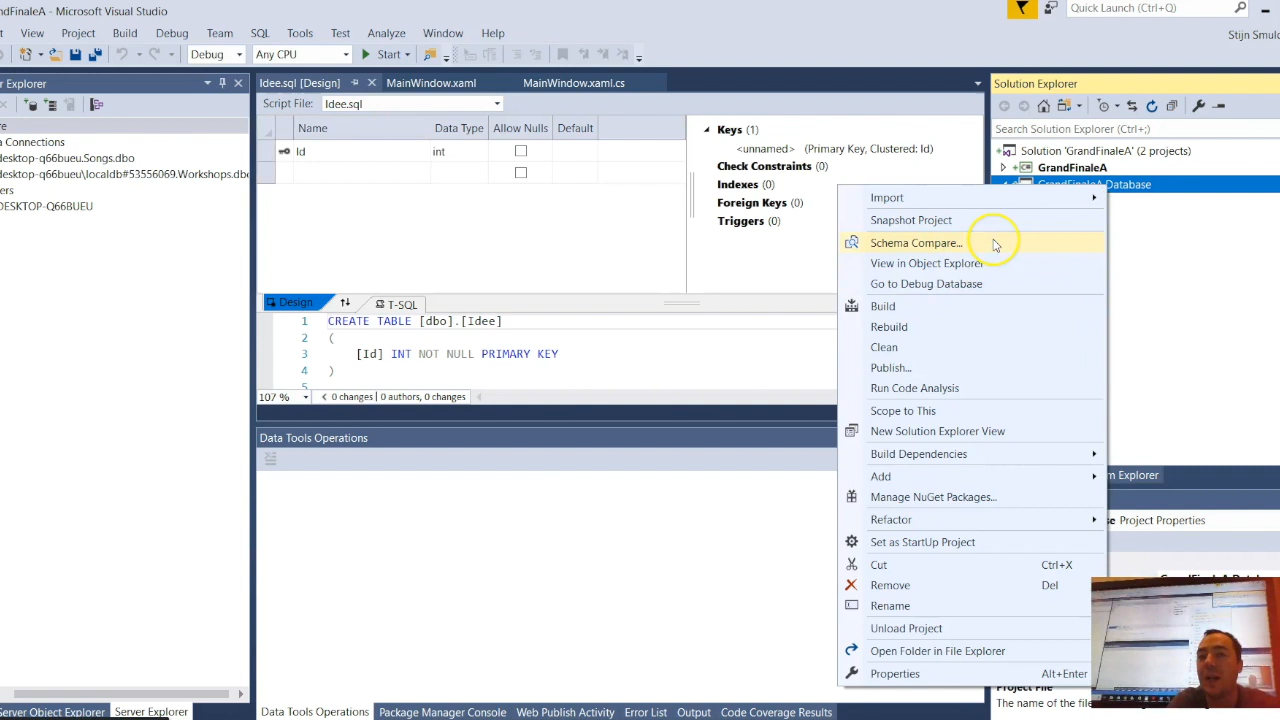 ndFinaleA - Microsoft Visual Studio
Quick Launch (Ctrl+Q)
View Project Build Debug Team SQL Tools Test Analyze Window Help
Stijn Smuld
Debug Any CPU Start
er Explorer
re
a Connections
desktop-q66bueu.Songs.dbo
desktop-q66bueu\localdb#53556069.Workshops.dbo
ers
DESKTOP-Q66BUEU
Server Object Explorer Server Explorer
Idee.sql [Design] MainWindow.xaml MainWindow.xaml.cs
Script File: Idee.sql
Name Data Type Allow Nulls Default
Id int
Keys (1)
<unnamed> (Primary Key, Clustered: Id)
Check Constraints (0)
Indexes (0)
Foreign Keys (0)
Triggers (0)
Design T-SQL
1 CREATE TABLE [dbo].[Idee]
2 (
3 [Id] INT NOT NULL PRIMARY KEY
4 )
5
107 % 0 changes | 0 authors, 0 changes
Data Tools Operations
Data Tools Operations Package Manager Console Web Publish Activity Error List Output Code Coverage Results
Solution Explorer
Search Solution Explorer (Ctrl+;)
Solution 'GrandFinaleA' (2 projects)
GrandFinaleA
GrandFinaleA.Database
Import
Snapshot Project
Schema Compare...
View in Object Explorer
Go to Debug Database
Build
Rebuild
Clean
Publish...
Run Code Analysis
Scope to This
New Solution Explorer View
Build Dependencies
Add
Manage NuGet Packages...
Refactor
Set as StartUp Project
Cut Ctrl+X
Remove Del
Rename
Unload Project
Open Folder in File Explorer
Properties Alt+Enter
m Explorer
se Project Properties
Project File
The name of the file